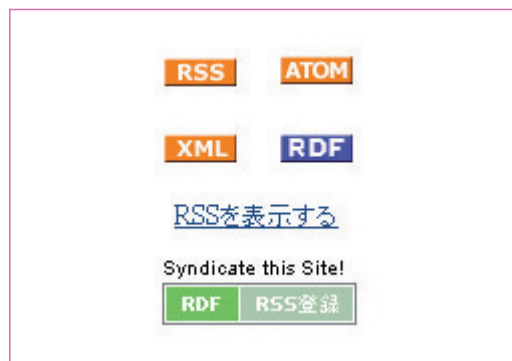 RSS ATOM
XML RDF
RSSを表示する
Syndicate this Site!
RDF RSS登録